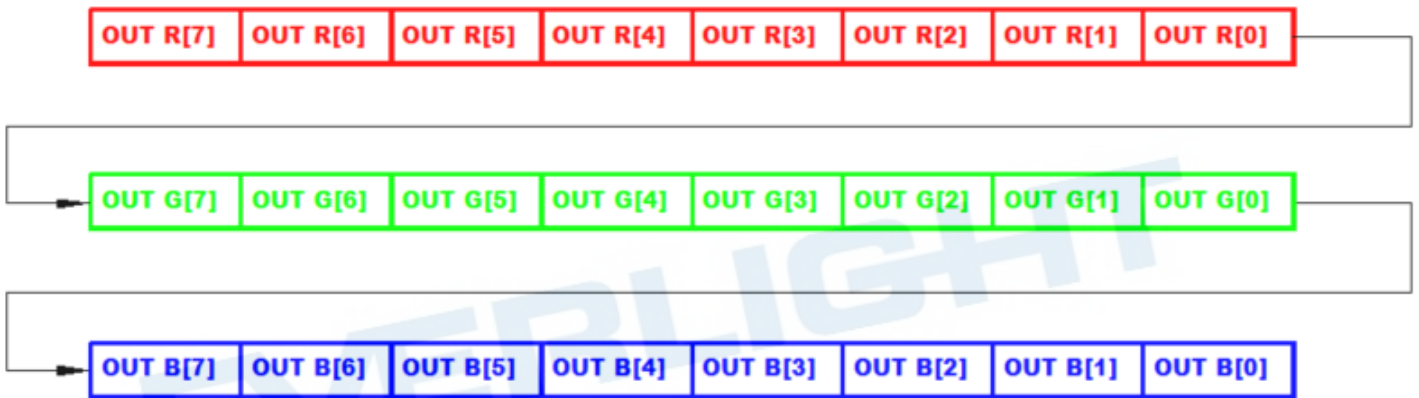 OUT R[7] OUT R[6] OUT R[5] OUT R[4] OUT R[3] OUT R[2] OUT R[1] OUT R[0]
OUT G[7] OUT G[6] OUT G[5] OUT G[4] OUT G[3] OUT G[2] OUT G[1] OUT G[0]
EVERLIGHT
OUT B[7] OUT B[6] OUT B[5] OUT B[4] OUT B[3] OUT B[2] OUT B[1] OUT B[0]